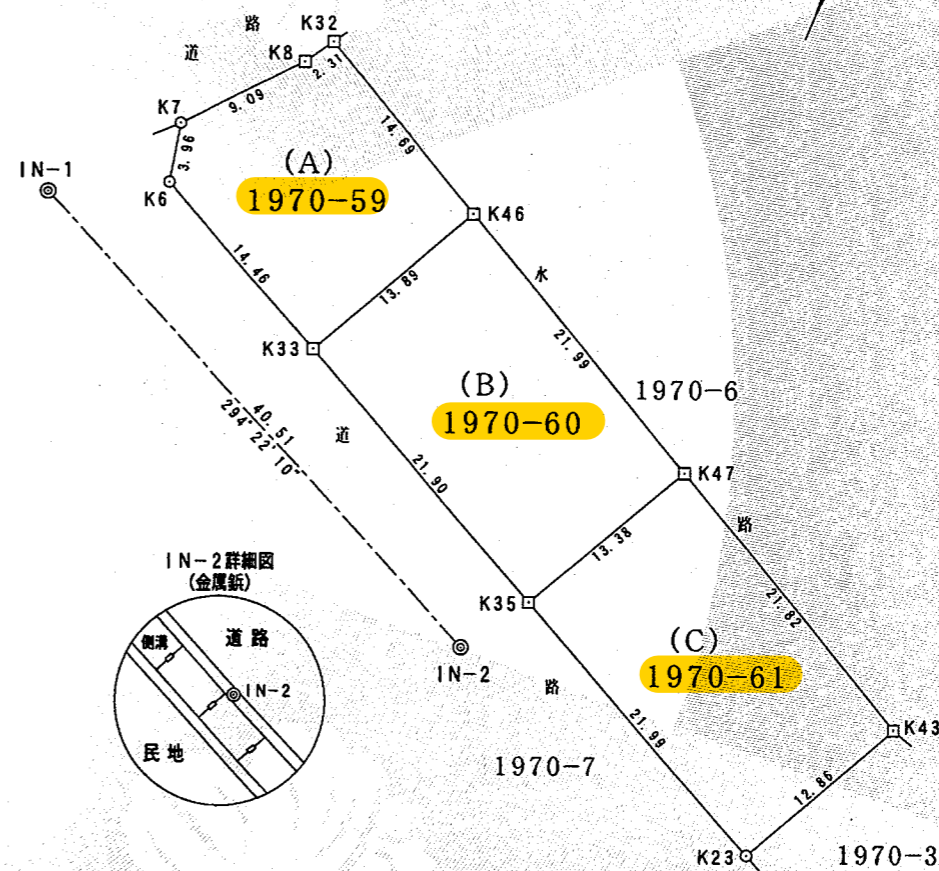 道 路
K32
K8
2.31
K7
9.09
3.96
14.69
IN-1
K6
(A)
1970-59
K46
14.46
13.89
水
K33
21.99
(B)
1970-6
1970-60
40.51
294°22′10″
道
21.90
K47
路
13.38
IN-2詳細図
(金属鋲)
K35
21.82
側溝
道路
IN-2
民地
IN-2
路
(C)
1970-61
21.99
K43
1970-7
12.86
K23
1970-3